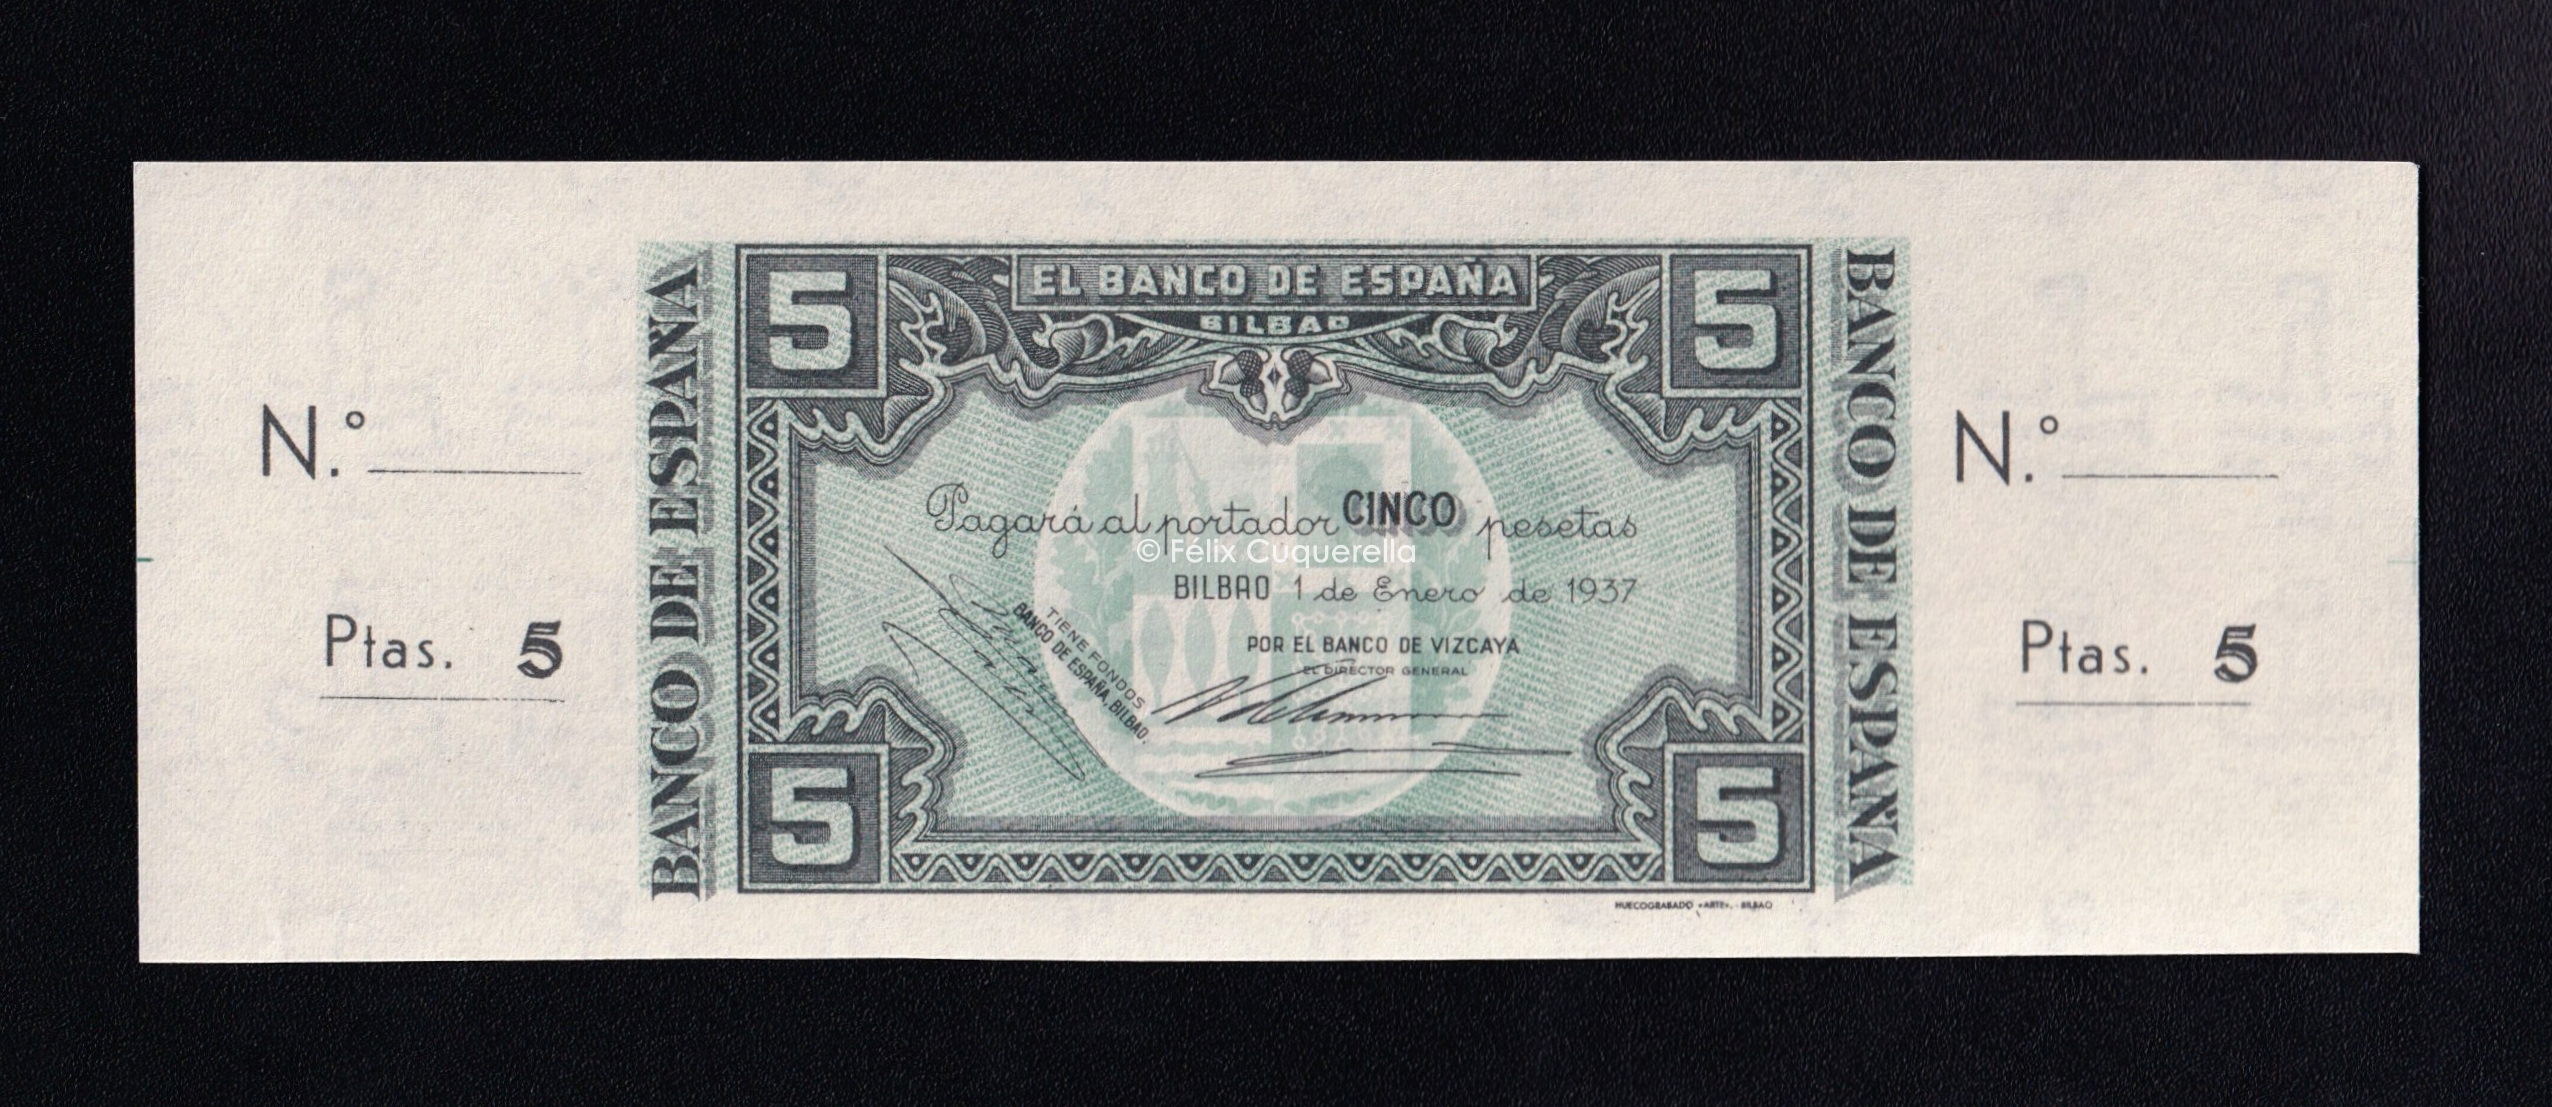 EL BANCO DE ESPAÑA
BILBAO
5
5
BANCO DE ESPAÑA
BANCO DE ESPAÑA
N.º
N.º
Pagará al portador CINCO pesetas
© Félix Cuquerella
BILBAO 1 de Enero de 1937
TIENE FONDOS
BANCO DE ESPAÑA, BILBAO.
POR EL BANCO DE VIZCAYA
EL DIRECTOR GENERAL
Ptas. 5
Ptas. 5
5
5
HUECOGRABADO «ARTE». - BILBAO